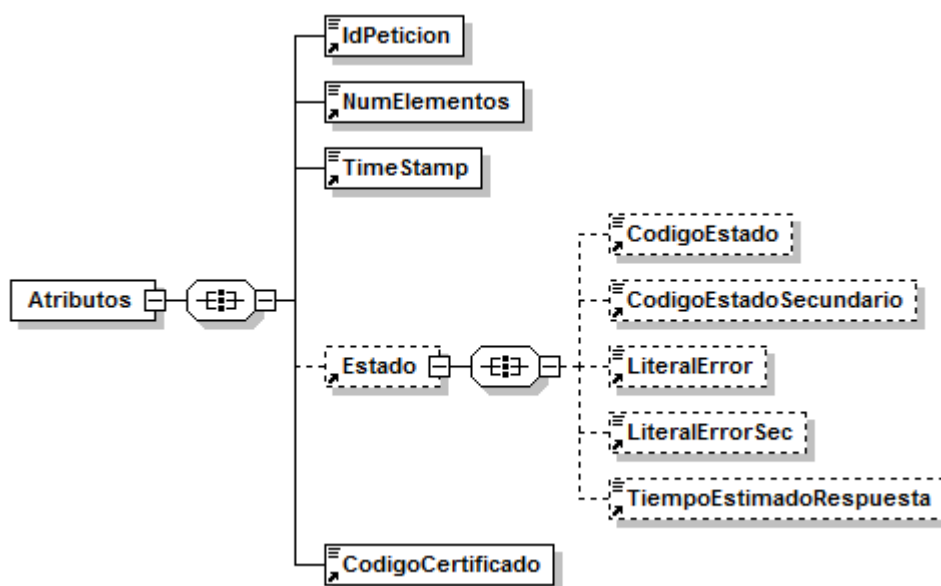 IdPeticion
NumElementos
TimeStamp
Atributos
Estado
CodigoEstado
CodigoEstadoSecundario
LiteralError
LiteralErrorSec
TiempoEstimadoRespuesta
CodigoCertificado